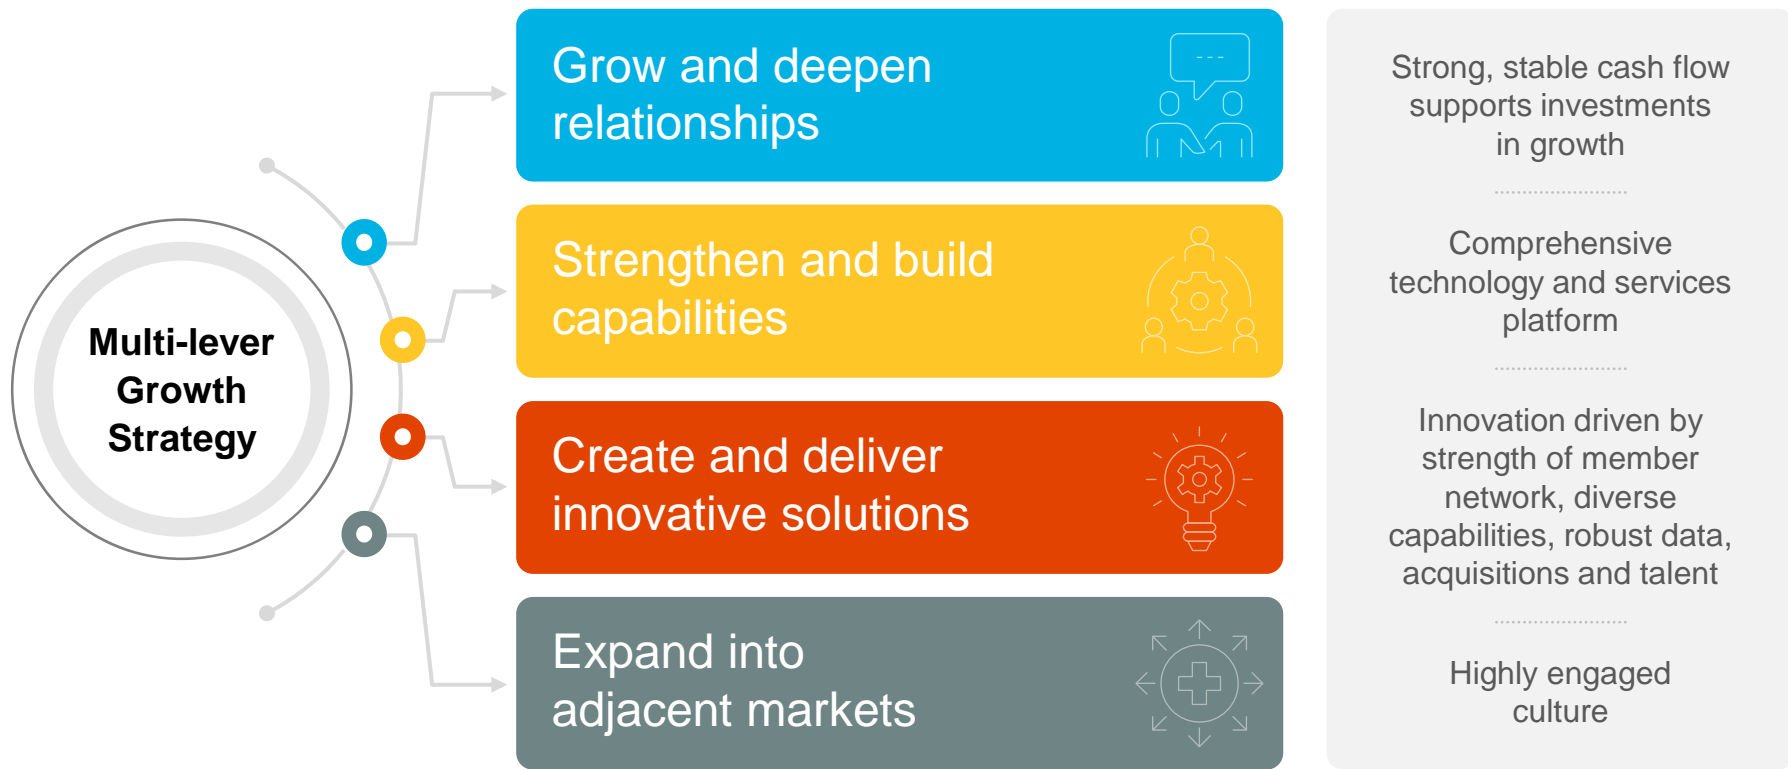 Multi-lever
Growth
Strategy
Grow and deepen
relationships
Strengthen and build
capabilities
Create and deliver
innovative solutions
Expand into
adjacent markets
Strong, stable cash flow
supports investments
in growth
Comprehensive
technology and services
platform
Innovation driven by
strength of member
network, diverse
capabilities, robust data,
acquisitions and talent
Highly engaged
culture